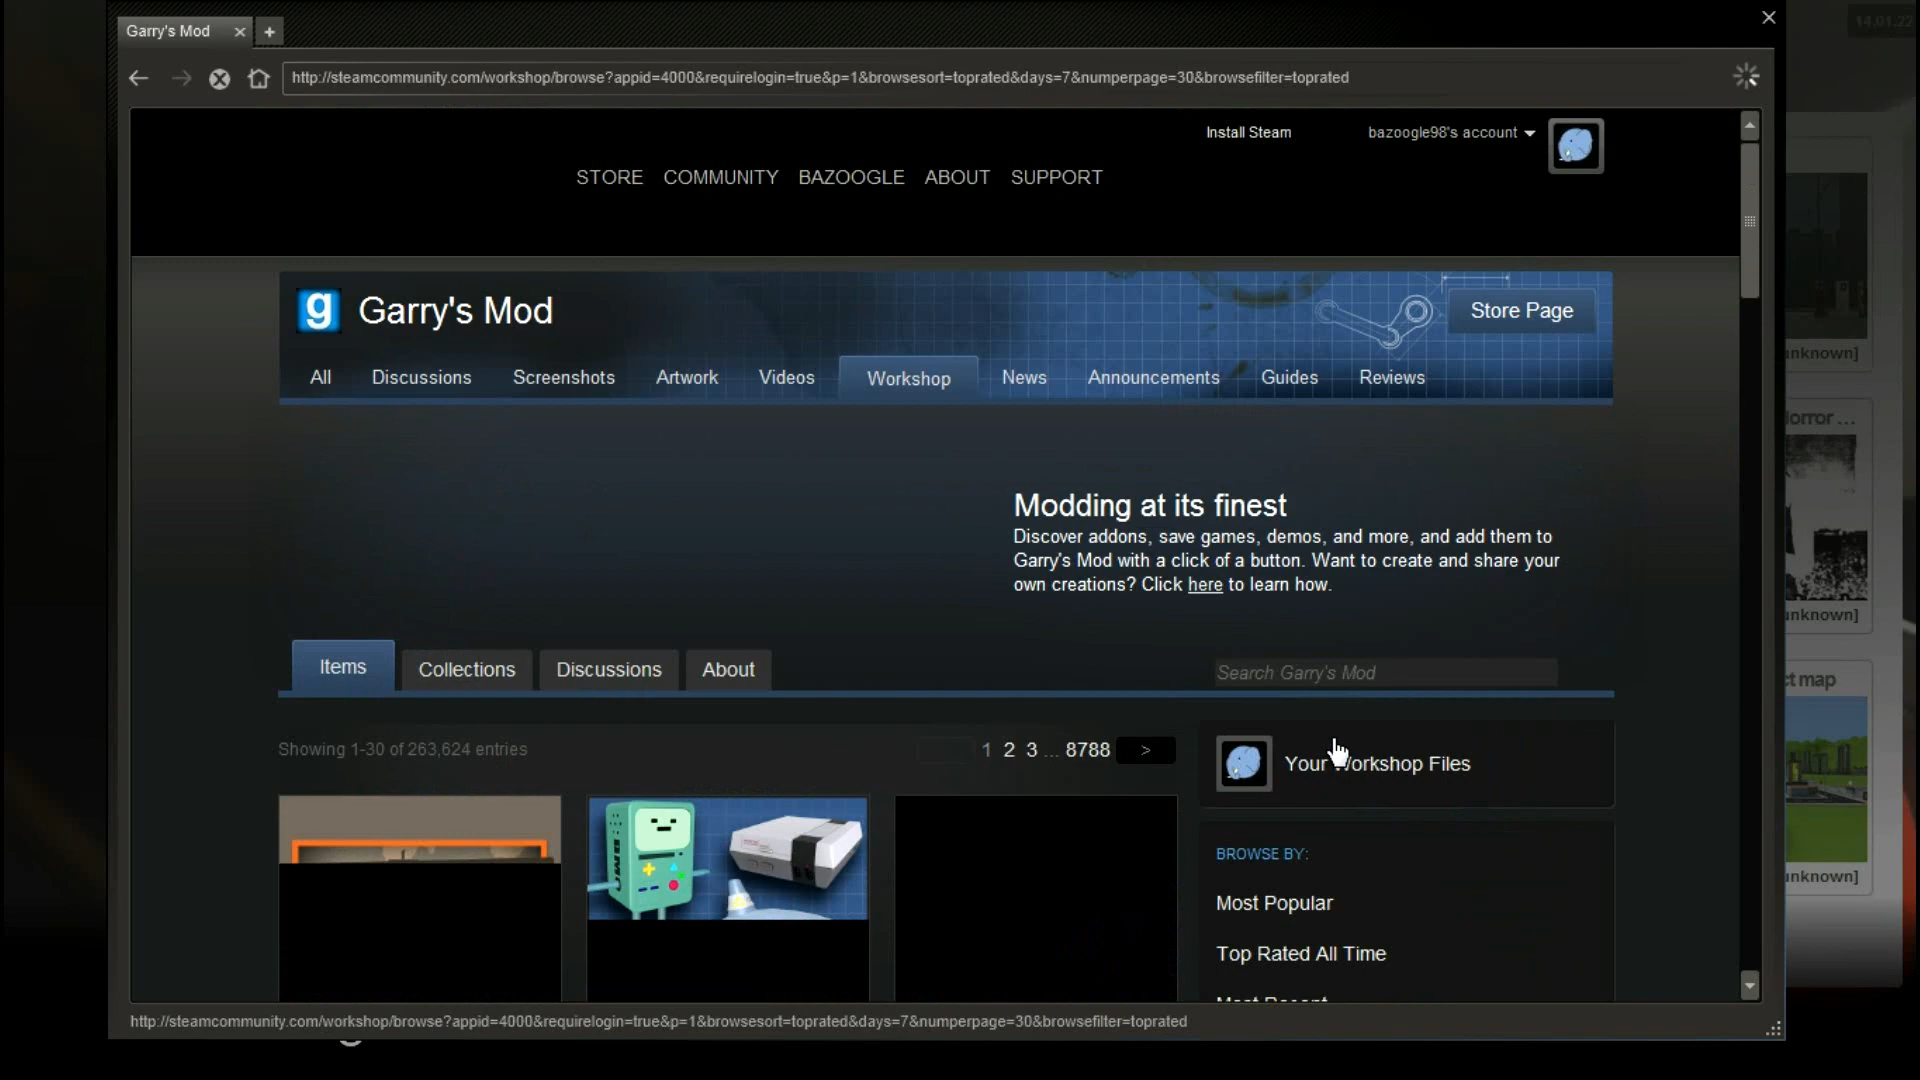 14.01.22
Garry's Mod
http://steamcommunity.com/workshop/browse?appid=4000&requirelogin=true&p=1&browsesort=toprated&days=7&numperpage=30&browsefilter=toprated
Install Steam
bazoogle98's account
STORE COMMUNITY BAZOOGLE ABOUT SUPPORT
g Garry's Mod
Store Page
All Discussions Screenshots Artwork Videos Workshop News Announcements Guides Reviews
Modding at its finest
Discover addons, save games, demos, and more, and add them to
Garry's Mod with a click of a button. Want to create and share your
own creations? Click here to learn how.
Items Collections Discussions About
Search Garry's Mod
Showing 1-30 of 263,624 entries
1 2 3 ... 8788 >
Your Workshop Files
BROWSE BY:
Most Popular
Top Rated All Time
Most Recent
http://steamcommunity.com/workshop/browse?appid=4000&requirelogin=true&p=1&browsesort=toprated&days=7&numperpage=30&browsefilter=toprated
map